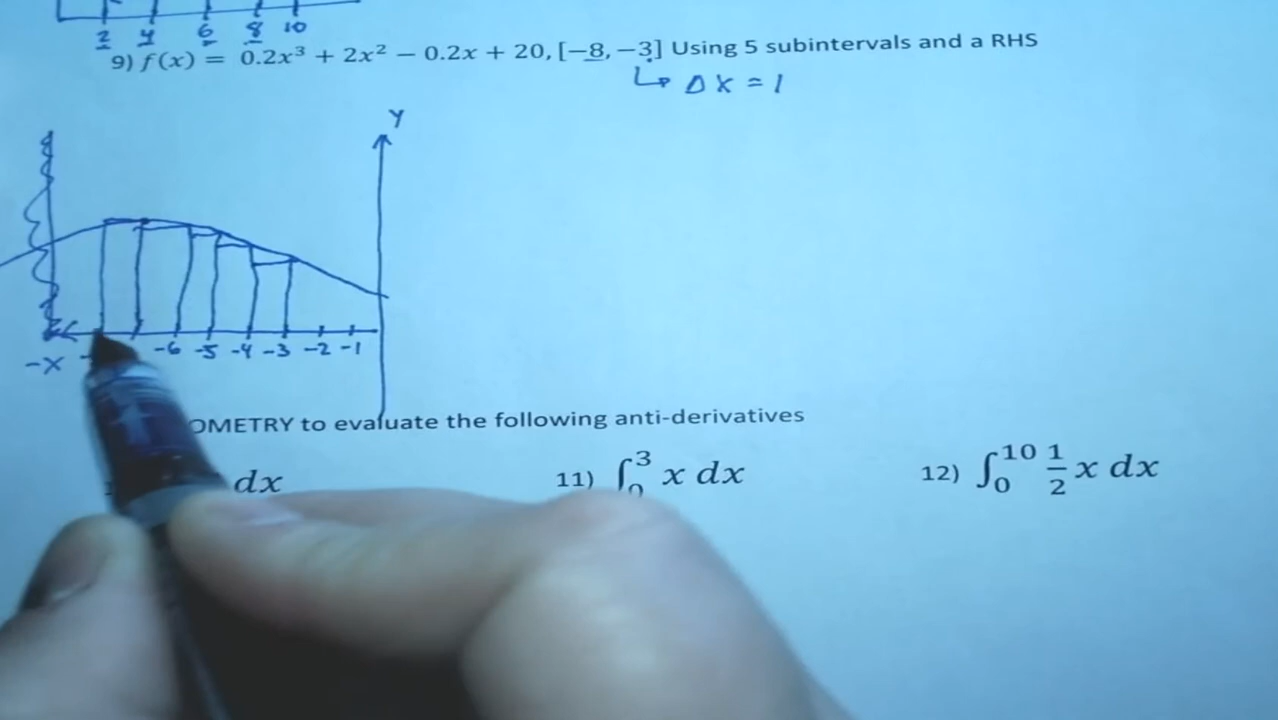 2 4 6 8 10
9) f(x) = 0.2x³ + 2x² − 0.2x + 20, [−8, −3] Using 5 subintervals and a RHS
↳ Δx = 1
Y
-6 -5 -4 -3 -2 -1
-X
OMETRY to evaluate the following anti-derivatives
dx
11) ∫₀³ x dx
12) ∫₀¹⁰ ½ x dx